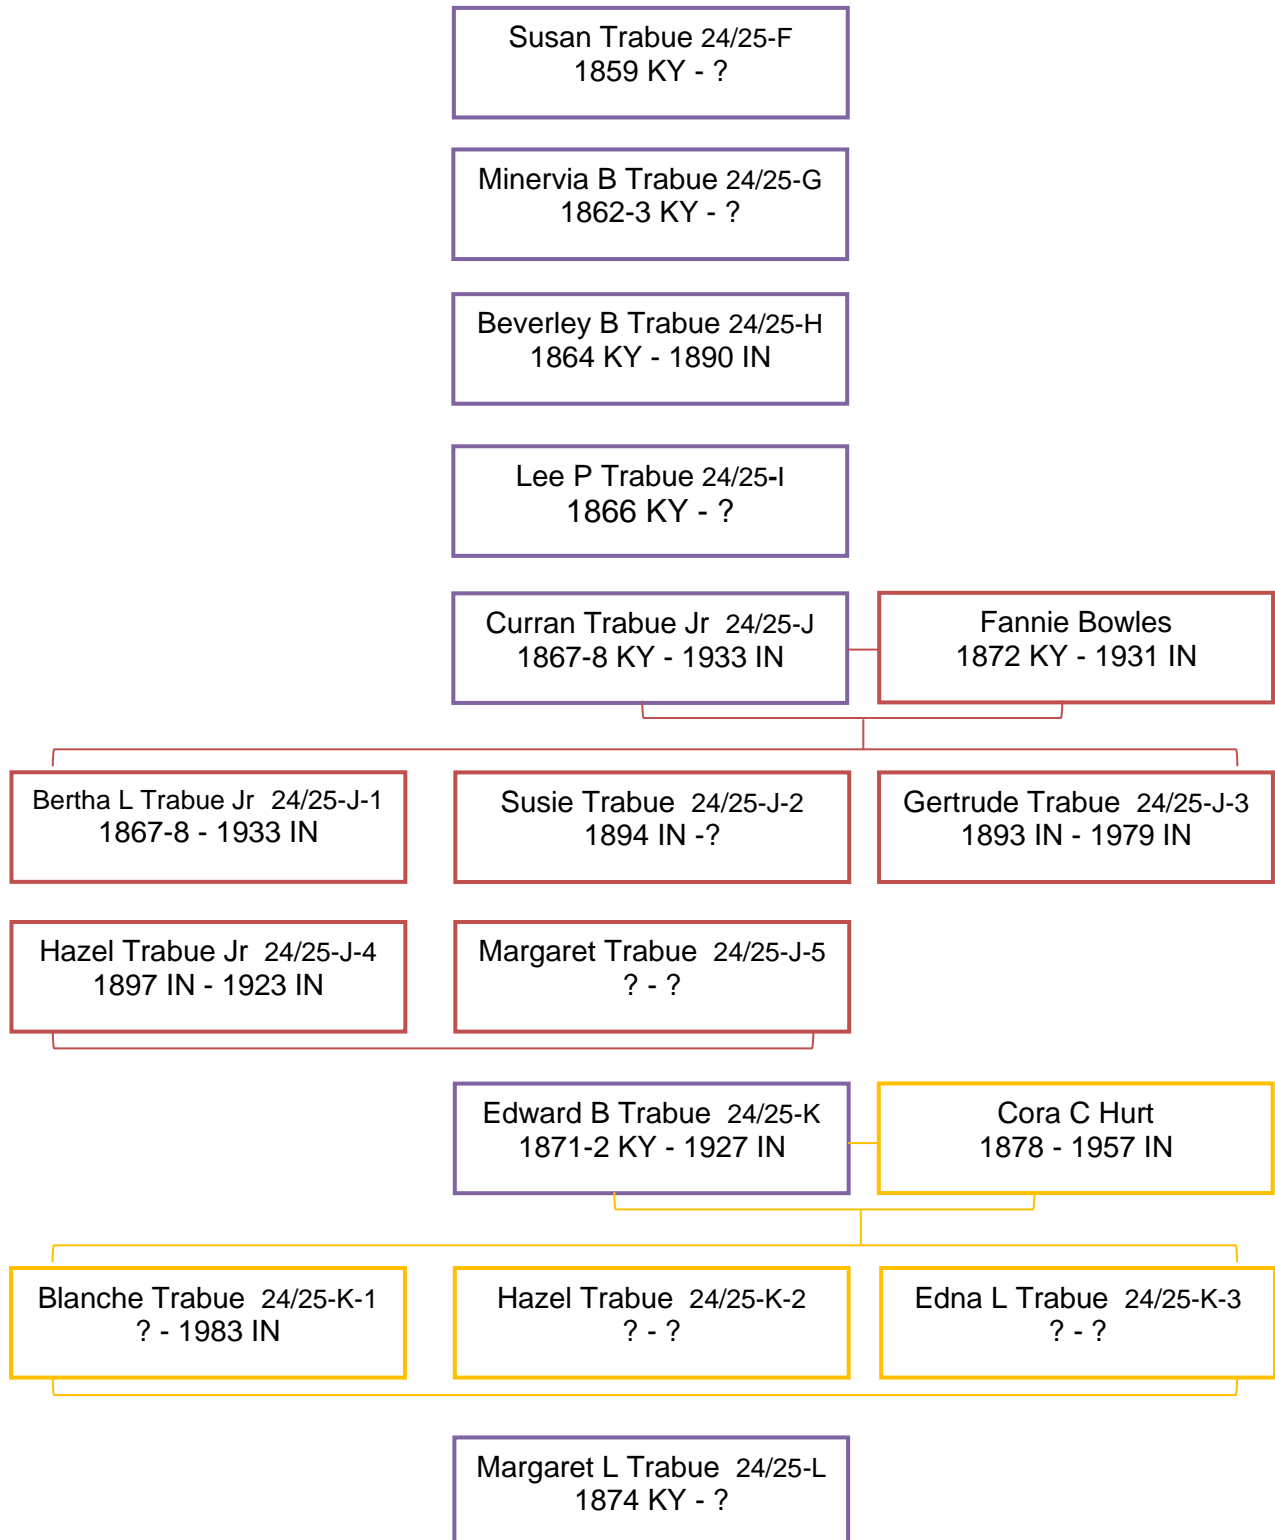 Susan Trabue 24/25-F
1859 KY - ?
Minervia B Trabue 24/25-G
1862-3 KY - ?
Beverley B Trabue 24/25-H
1864 KY - 1890 IN
Lee P Trabue 24/25-I
1866 KY - ?
Curran Trabue Jr 24/25-J
1867-8 KY - 1933 IN
Fannie Bowles
1872 KY - 1931 IN
Bertha L Trabue Jr 24/25-J-1
1867-8 - 1933 IN
Susie Trabue 24/25-J-2
1894 IN -?
Gertrude Trabue 24/25-J-3
1893 IN - 1979 IN
Hazel Trabue Jr 24/25-J-4
1897 IN - 1923 IN
Margaret Trabue 24/25-J-5
? - ?
Edward B Trabue 24/25-K
1871-2 KY - 1927 IN
Cora C Hurt
1878 - 1957 IN
Blanche Trabue 24/25-K-1
? - 1983 IN
Hazel Trabue 24/25-K-2
? - ?
Edna L Trabue 24/25-K-3
? - ?
Margaret L Trabue 24/25-L
1874 KY - ?